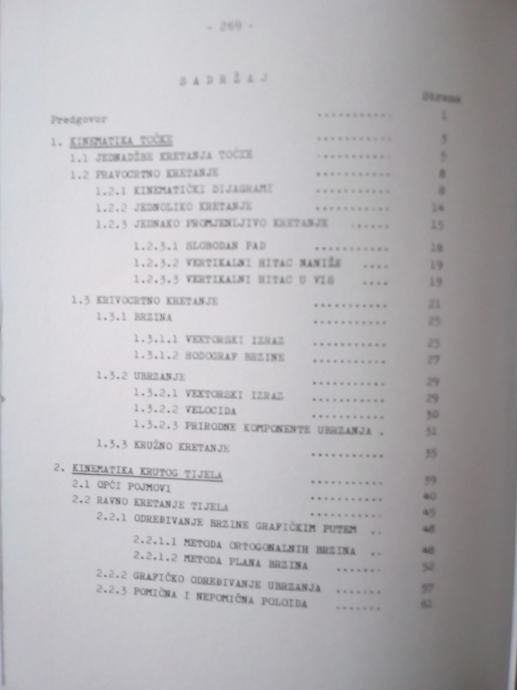 - 269 -
S A D R Ž A J
Strana
Predgovor .......... 1
1. KINEMATIKA TOČKE .......... 3
1.1 JEDNADŽBE KRETANJA TOČKE .......... 5
1.2 PRAVOCRTNO KRETANJE .......... 8
1.2.1 KINEMATIČKI DIJAGRAMI .......... 8
1.2.2 JEDNOLIKO KRETANJE .......... 14
1.2.3 JEDNAKO PROMJENLJIVO KRETANJE ...... 15
1.2.3.1 SLOBODAN PAD .......... 18
1.2.3.2 VERTIKALNI HITAC NANIŽE .... 19
1.2.3.3 VERTIKALNI HITAC U VIS .... 19
1.3 KRIVOCRTNO KRETANJE .......... 21
1.3.1 BRZINA .......... 25
1.3.1.1 VEKTORSKI IZRAZ .......... 25
1.3.1.2 HODOGRAF BRZINE .......... 27
1.3.2 UBRZANJE .......... 29
1.3.2.1 VEKTORSKI IZRAZ .......... 29
1.3.2.2 VELOCIDA .......... 30
1.3.2.3 PRIRODNE KOMPONENTE UBRZANJA . 31
1.3.3 KRUŽNO KRETANJE .......... 35
2. KINEMATIKA KRUTOG TIJELA .......... 39
2.1 OPĆI POJMOVI .......... 40
2.2 RAVNO KRETANJE TIJELA .......... 45
2.2.1 ODREĐIVANJE BRZINE GRAFIČKIM PUTEM .. 48
2.2.1.1 METODA ORTOGONALNIH BRZINA .. 48
2.2.1.2 METODA PLANA BRZINA ...... 52
2.2.2 GRAFIČKO ODREĐIVANJE UBRZANJA ...... 57
2.2.3 POMIČNA I NEPOMIČNA POLOIDA ...... 61